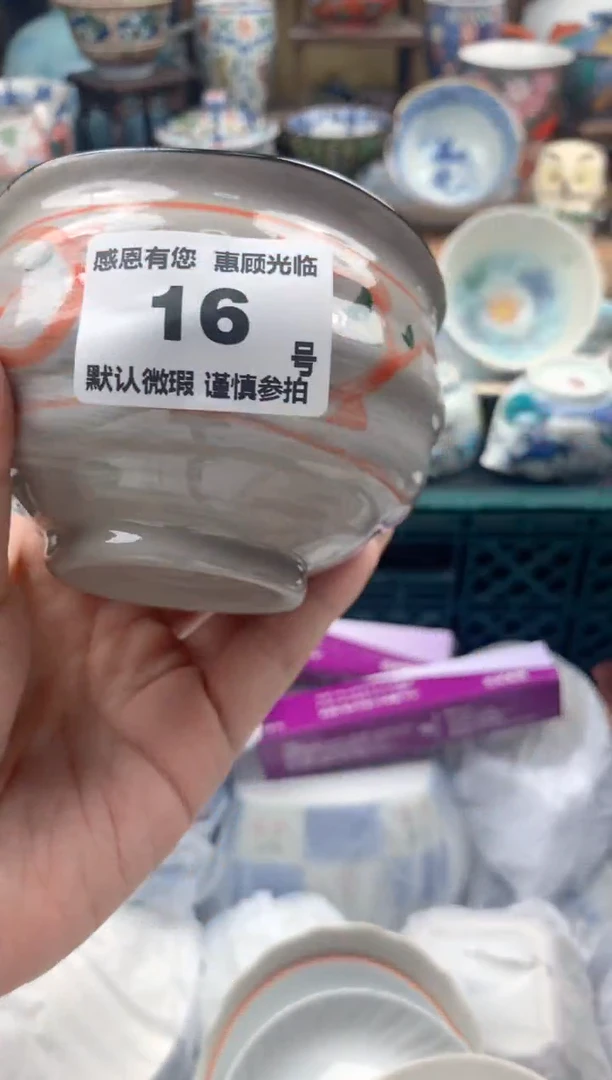 感恩有您 惠顾光临
16
号
默认微瑕 谨慎参拍